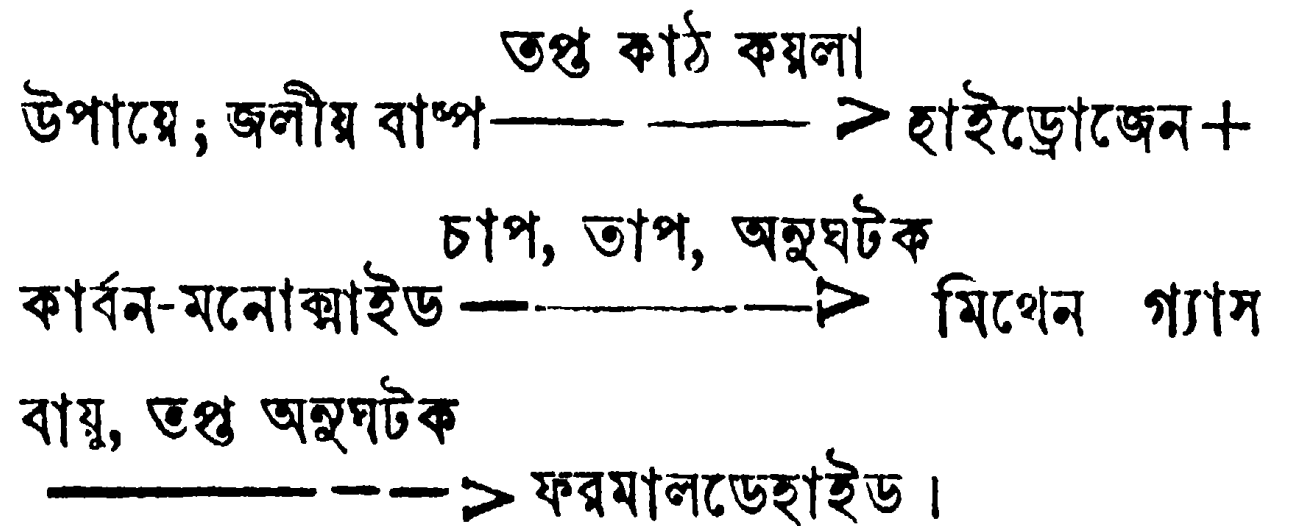 তপ্ত কাঠ কয়লা
উপায়ে; জলীয় বাষ্প—— ——> হাইড্রোজেন+
চাপ, তাপ, অনুঘটক
কার্বন-মনোক্সাইড ————> মিথেন গ্যাস
বায়ু, তপ্ত অনুঘটক
————> ফরমালডেহাইড।